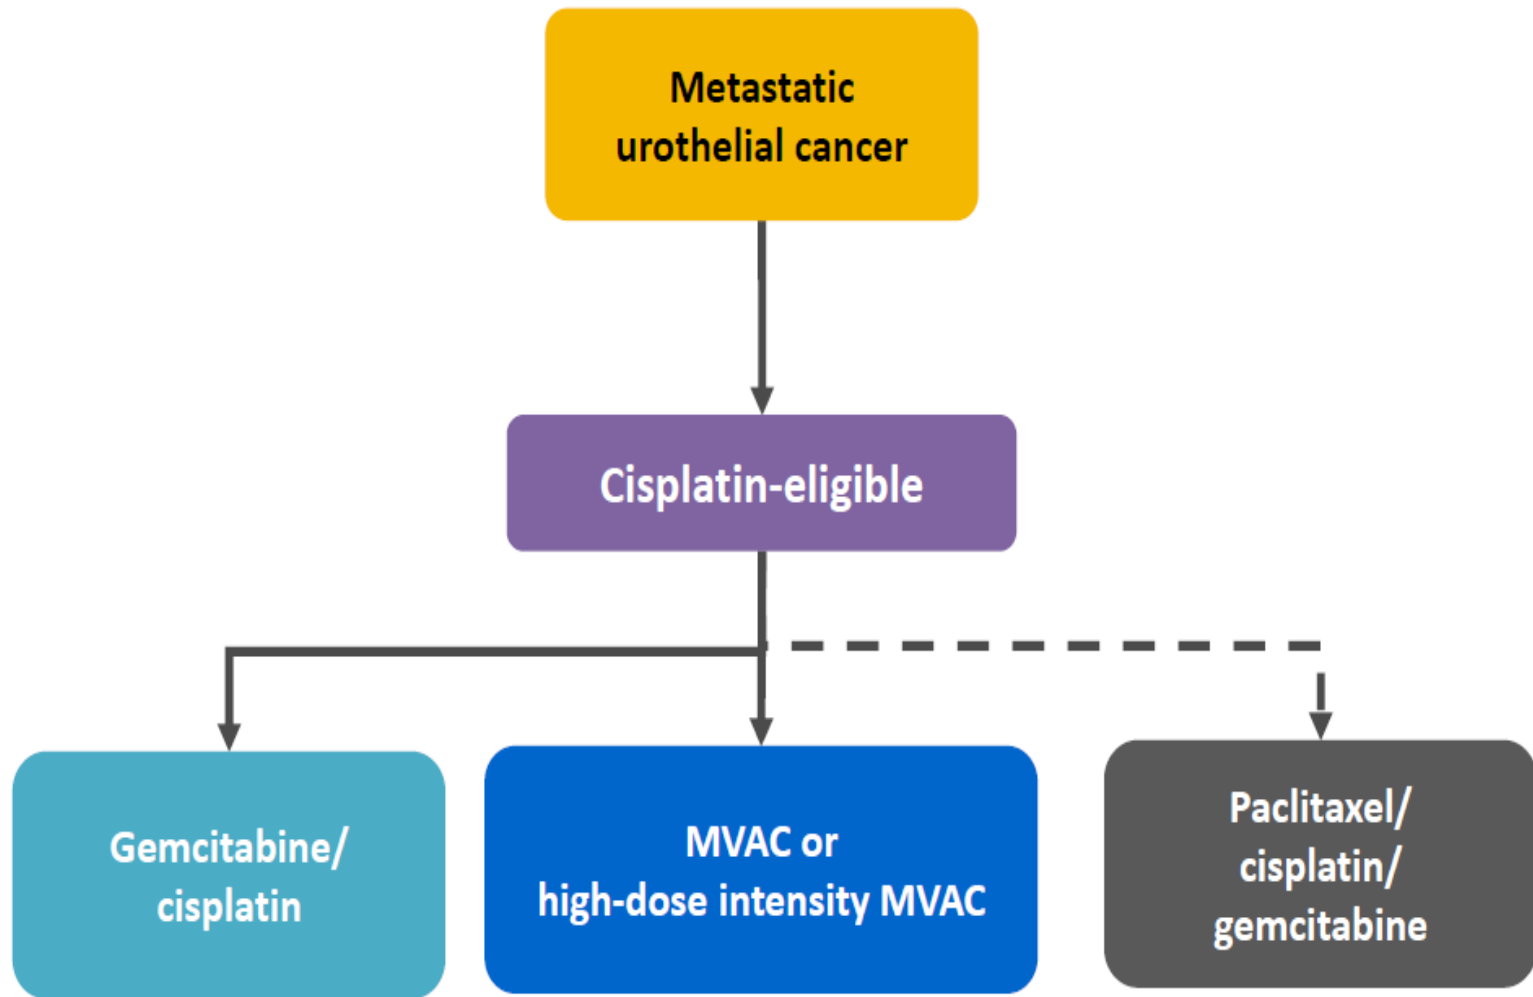 Metastatic
urothelial cancer
Cisplatin-eligible
Gemcitabine/
cisplatin
MVAC or
high-dose intensity MVAC
Paclitaxel/
cisplatin/
gemcitabine